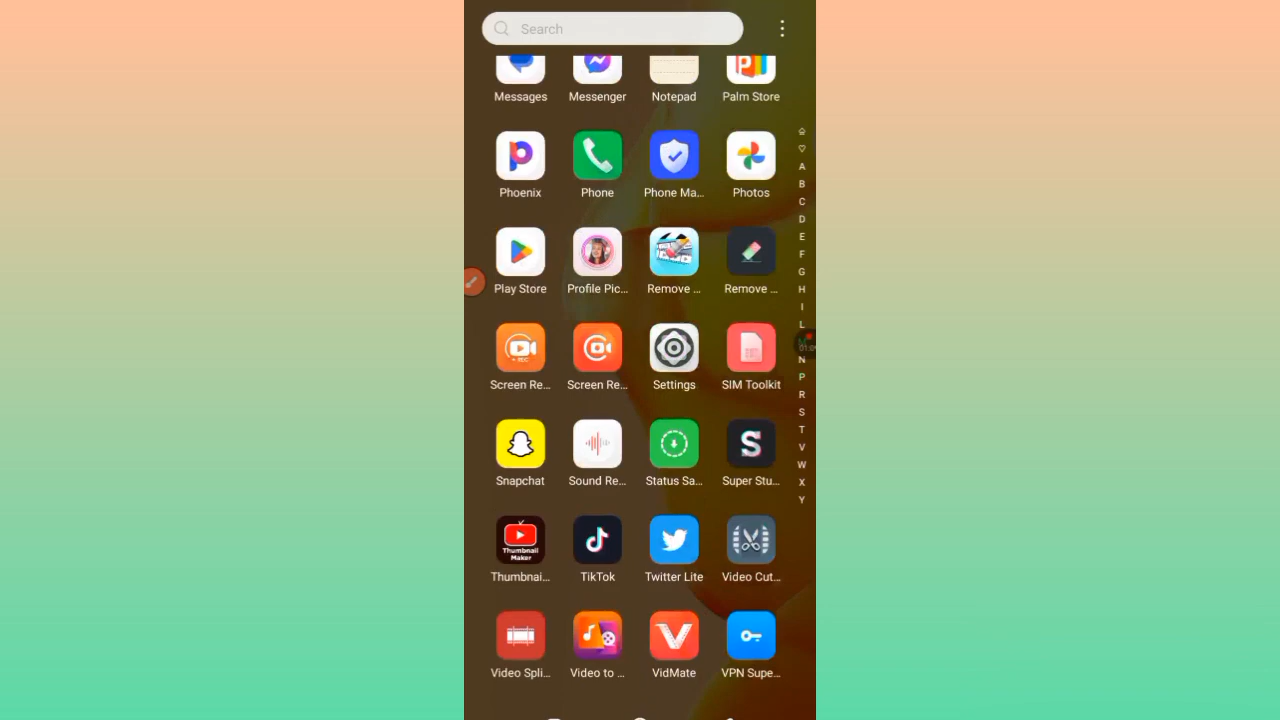 Search
Messages Messenger Notepad Palm Store
Phoenix Phone Phone Ma... Photos
Play Store Profile Pic... Remove ... Remove ...
Screen Re... Screen Re... Settings SIM Toolkit
Snapchat Sound Re... Status Sa... Super Stu...
Thumbnail
Maker
Thumbnai... TikTok Twitter Lite Video Cut...
Video Spli... Video to ... VidMate VPN Supe...
A
B
C
D
E
F
G
H
I
L
N
P
R
S
T
V
W
X
Y